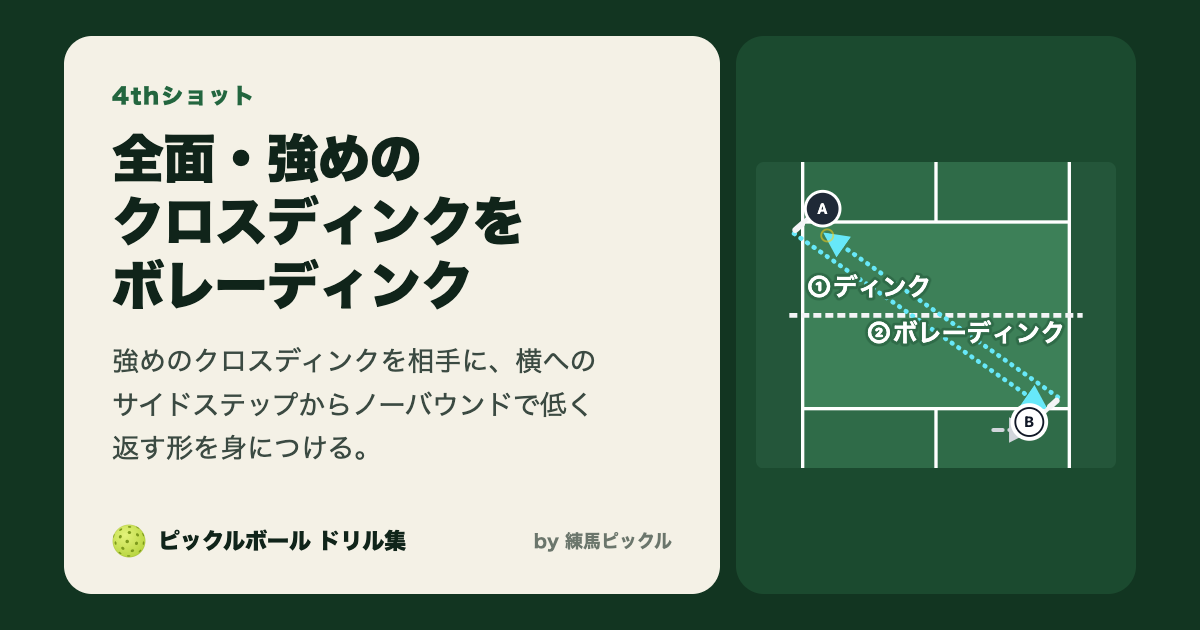 4thショット
全面・強めの
クロスディンクを
ボレーディンク
強めのクロスディンクを相手に、横への
サイドステップからノーバウンドで低く
返す形を身につける。
ピックルボール ドリル集
by 練馬ピックル
A
①ディンク
②ボレーディンク
B